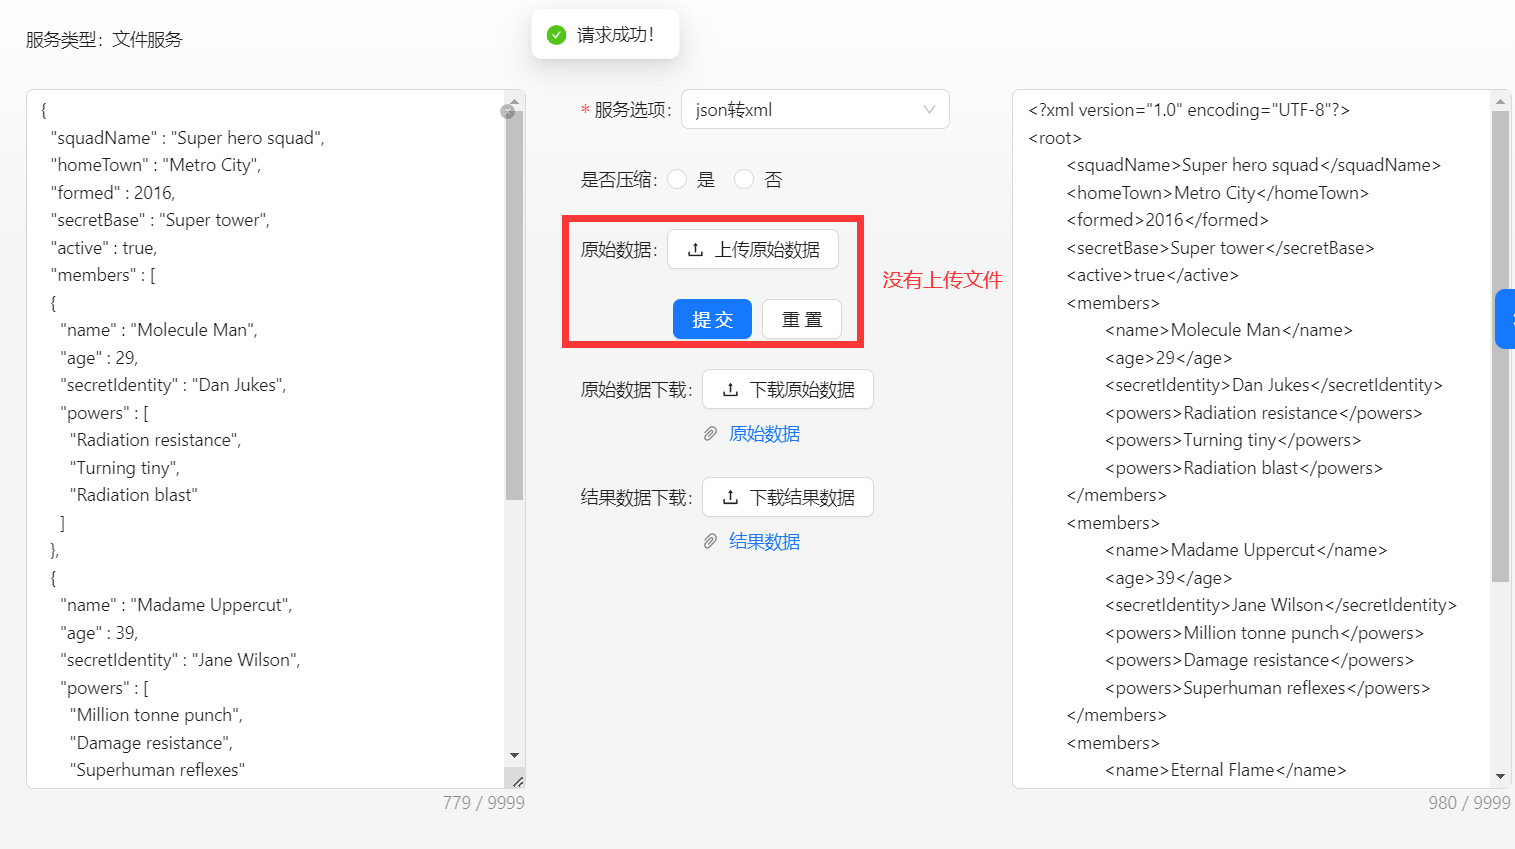 服务类型：文件服务
请求成功！
{
"squadName" : "Super hero squad",
"homeTown" : "Metro City",
"formed" : 2016,
"secretBase" : "Super tower",
"active" : true,
"members" : [
{
"name" : "Molecule Man",
"age" : 29,
"secretIdentity" : "Dan Jukes",
"powers" : [
"Radiation resistance",
"Turning tiny",
"Radiation blast"
]
},
{
"name" : "Madame Uppercut",
"age" : 39,
"secretIdentity" : "Jane Wilson",
"powers" : [
"Million tonne punch",
"Damage resistance",
"Superhuman reflexes"
779 / 9999
* 服务选项： json转xml
是否压缩： 是 否
原始数据： 上传原始数据
没有上传文件
提 交 重 置
原始数据下载： 下载原始数据
原始数据
结果数据下载： 下载结果数据
结果数据
<?xml version="1.0" encoding="UTF-8"?>
<root>
<squadName>Super hero squad</squadName>
<homeTown>Metro City</homeTown>
<formed>2016</formed>
<secretBase>Super tower</secretBase>
<active>true</active>
<members>
<name>Molecule Man</name>
<age>29</age>
<secretIdentity>Dan Jukes</secretIdentity>
<powers>Radiation resistance</powers>
<powers>Turning tiny</powers>
<powers>Radiation blast</powers>
</members>
<members>
<name>Madame Uppercut</name>
<age>39</age>
<secretIdentity>Jane Wilson</secretIdentity>
<powers>Million tonne punch</powers>
<powers>Damage resistance</powers>
<powers>Superhuman reflexes</powers>
</members>
<members>
<name>Eternal Flame</name>
980 / 9999